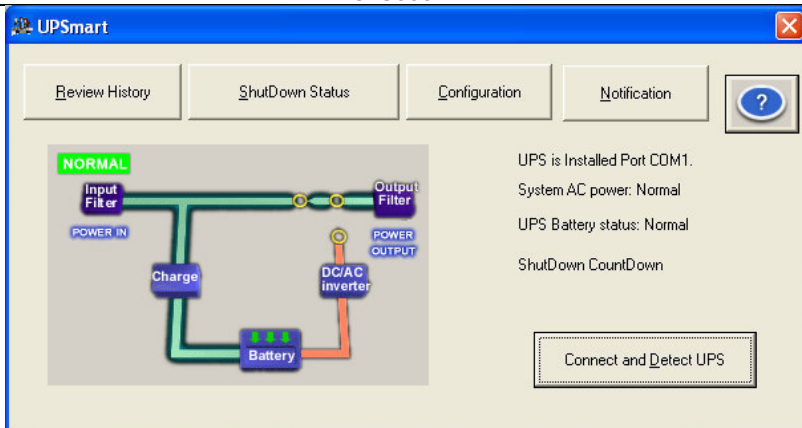 UPSmart
Review History
ShutDown Status
Configuration
Notification
?
NORMAL
Input
Filter
POWER IN
Output
Filter
POWER
OUTPUT
Charge
DC/AC
inverter
Battery
UPS is Installed Port COM1.
System AC power: Normal
UPS Battery status: Normal
ShutDown CountDown
Connect and Detect UPS